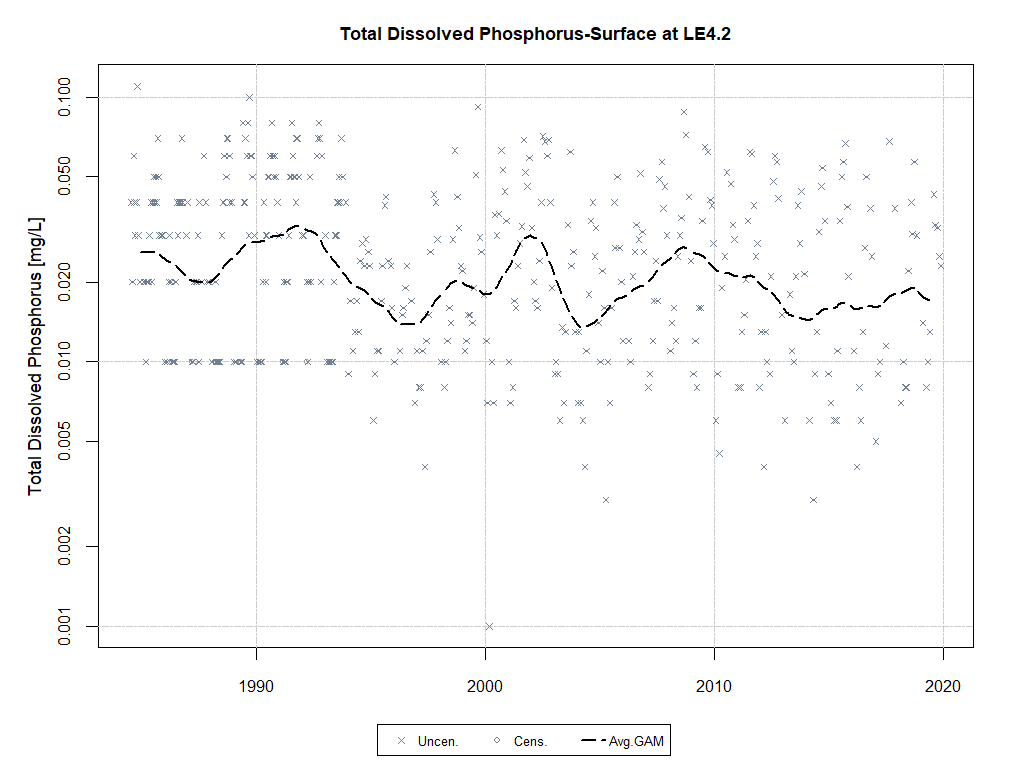 Total Dissolved Phosphorus-Surface at LE4.2
Total Dissolved Phosphorus [mg/L]
0.100
0.050
0.020
0.010
0.005
0.002
0.001
1990 2000 2010 2020
Uncen. Cens. Avg.GAM